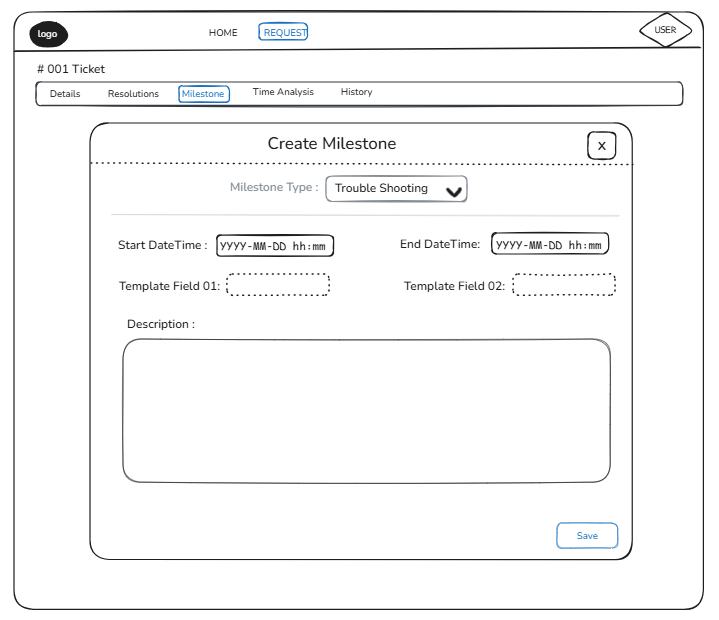 logo HOME REQUEST USER
# 001 Ticket
Details Resolutions Milestone Time Analysis History
Create Milestone X
Milestone Type : Trouble Shooting
Start DateTime : YYYY-MM-DD hh:mm End DateTime: YYYY-MM-DD hh:mm
Template Field 01: Template Field 02:
Description :
Save